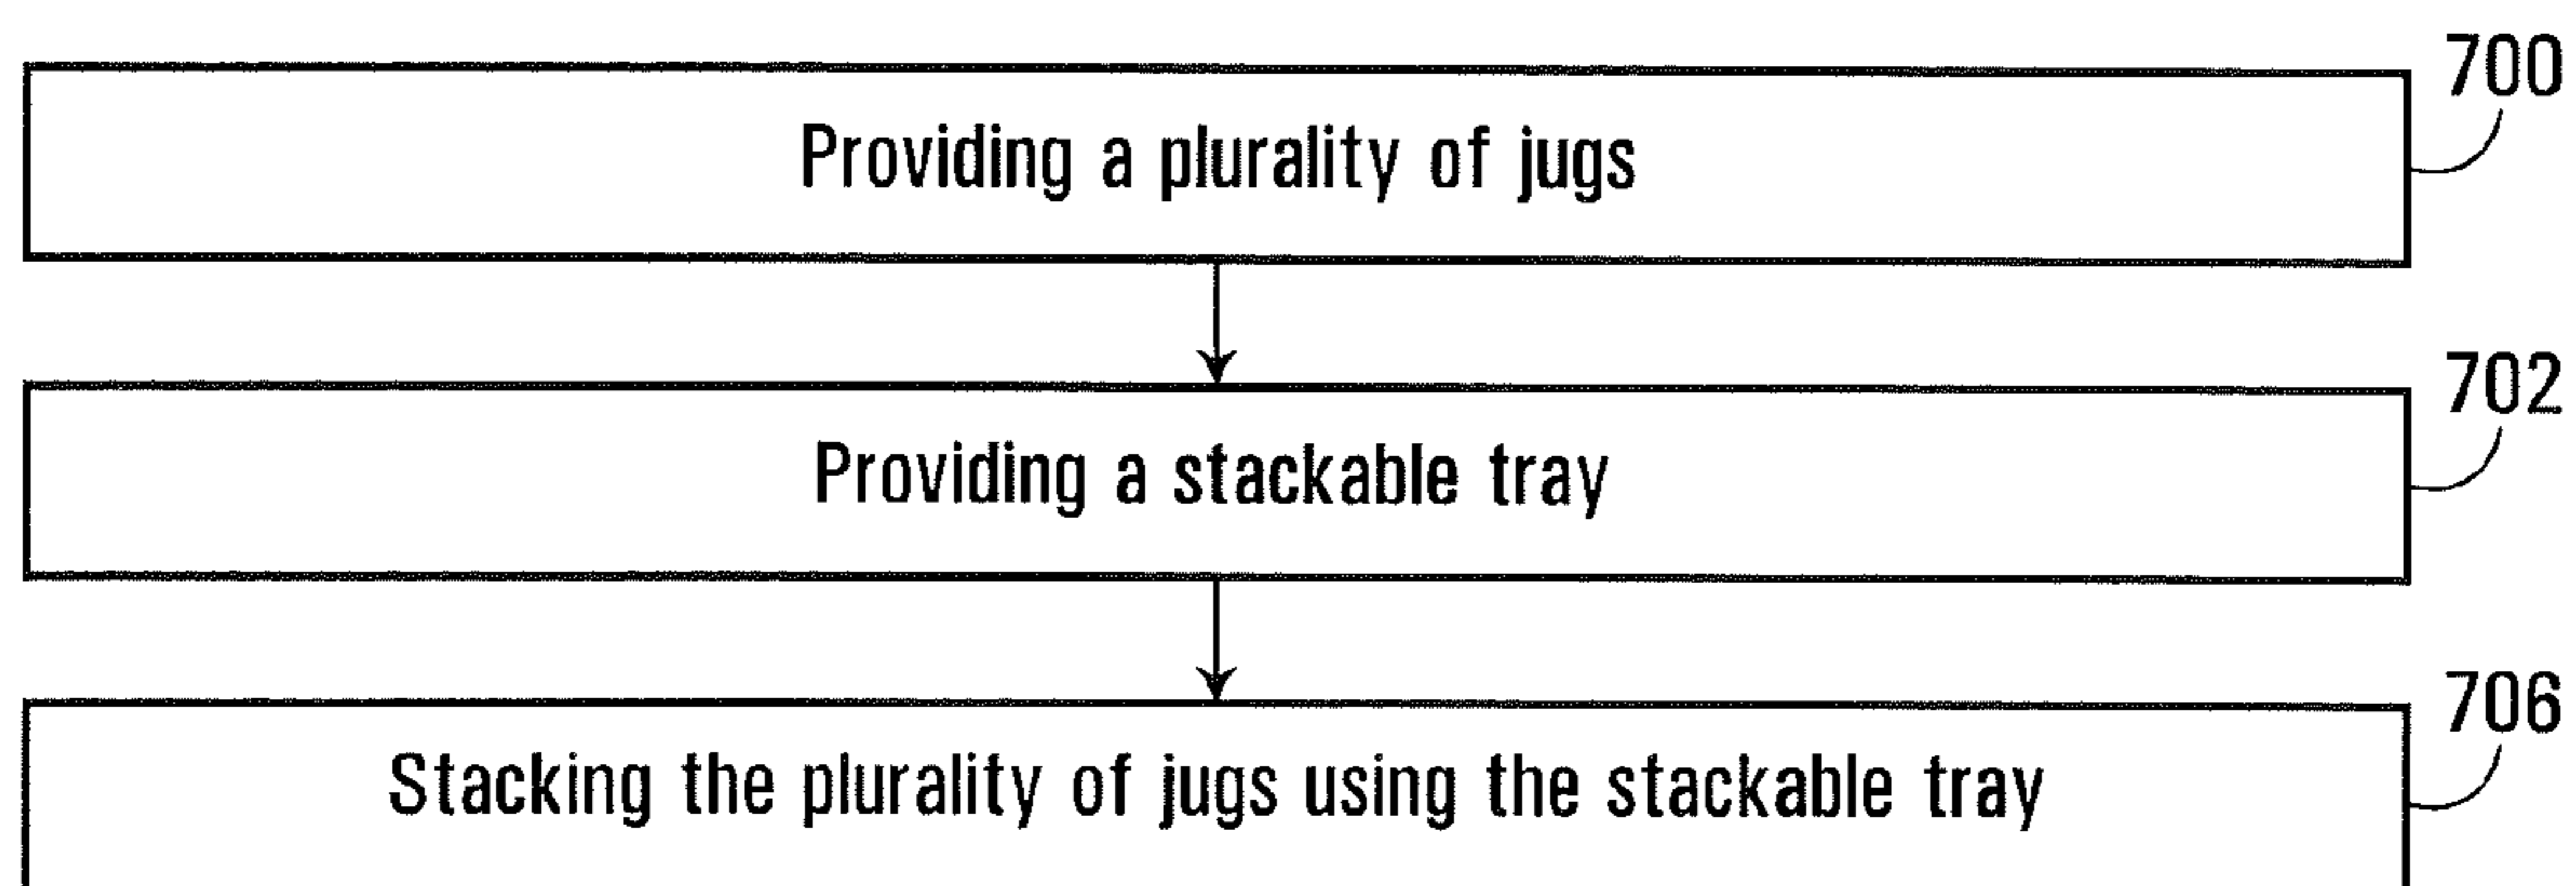 700
Providing a plurality of jugs
702
Providing a stackable tray
706
Stacking the plurality of jugs using the stackable tray